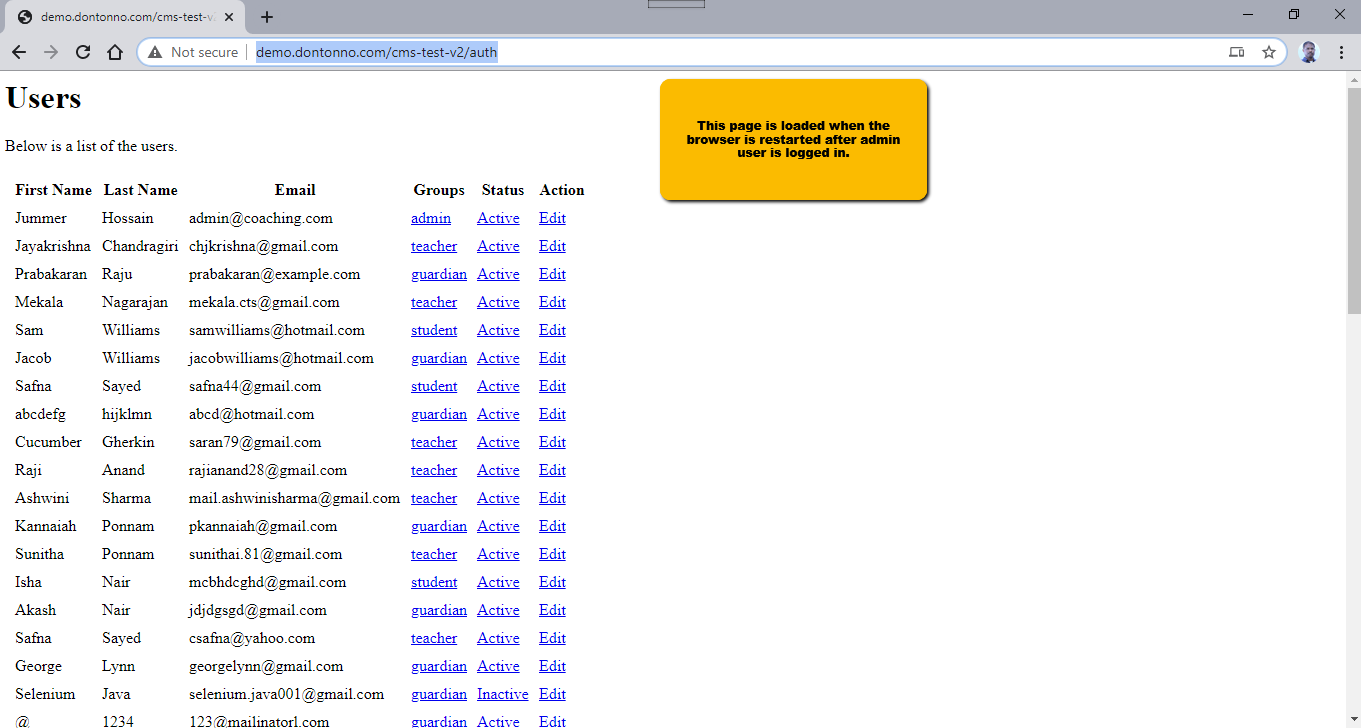 demo.dontonno.com/cms-test-v
Not secure
demo.dontonno.com/cms-test-v2/auth
Users
This page is loaded when the
browser is restarted after admin
user is logged in.
Below is a list of the users.
First Name Last Name Email Groups Status Action
Jummer Hossain admin@coaching.com admin Active Edit
Jayakrishna Chandragiri chjkrishna@gmail.com teacher Active Edit
Prabakaran Raju prabakaran@example.com guardian Active Edit
Mekala Nagarajan mekala.cts@gmail.com teacher Active Edit
Sam Williams samwilliams@hotmail.com student Active Edit
Jacob Williams jacobwilliams@hotmail.com guardian Active Edit
Safna Sayed safna44@gmail.com student Active Edit
abcdefg hijklmn abcd@hotmail.com guardian Active Edit
Cucumber Gherkin saran79@gmail.com teacher Active Edit
Raji Anand rajianand28@gmail.com teacher Active Edit
Ashwini Sharma mail.ashwinisharma@gmail.com teacher Active Edit
Kannaiah Ponnam pkannaiah@gmail.com guardian Active Edit
Sunitha Ponnam sunithai.81@gmail.com teacher Active Edit
Isha Nair mcbhdcghd@gmail.com student Active Edit
Akash Nair jdjdgsgd@gmail.com guardian Active Edit
Safna Sayed csafna@yahoo.com teacher Active Edit
George Lynn georgelynn@gmail.com guardian Active Edit
Selenium Java selenium.java001@gmail.com guardian Inactive Edit
@ 1234 123@mailinatorl.com guardian Active Edit